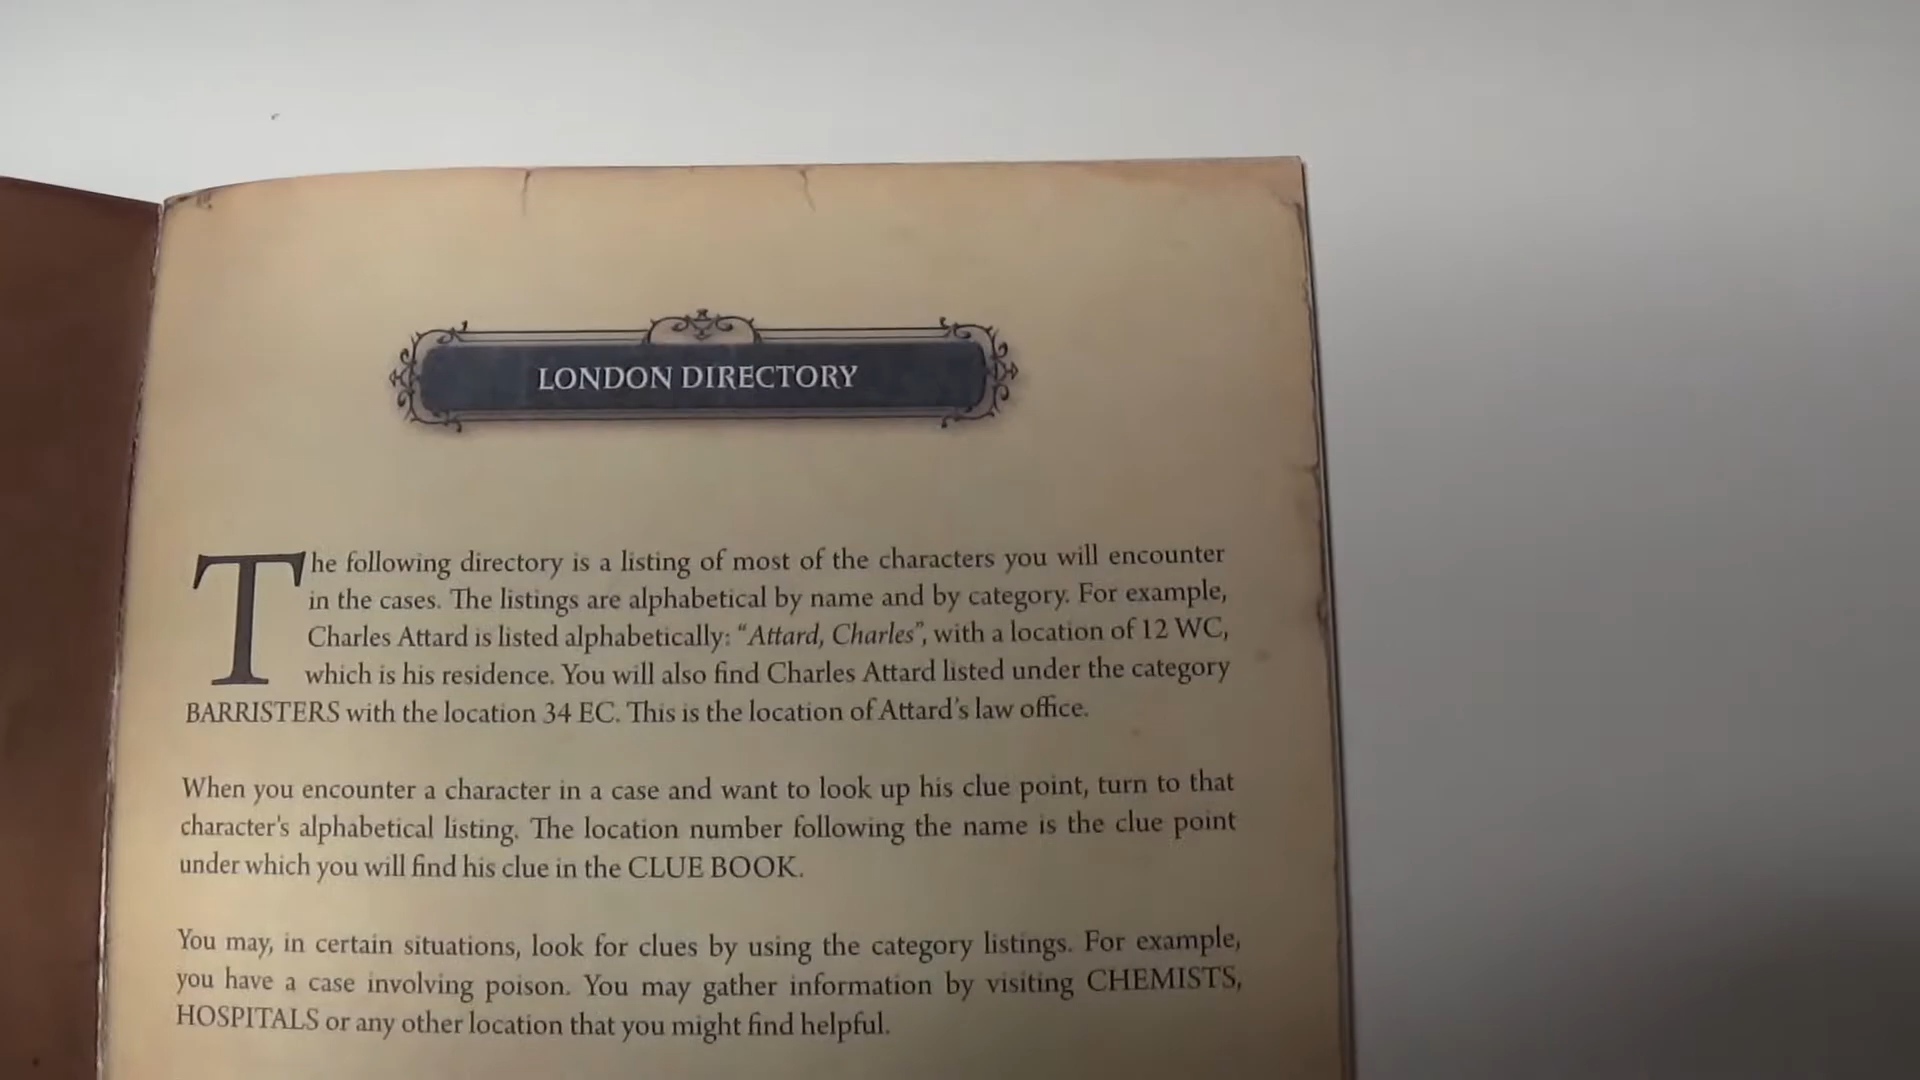 LONDON DIRECTORY
The following directory is a listing of most of the characters you will encounter
in the cases. The listings are alphabetical by name and by category. For example,
Charles Attard is listed alphabetically: “Attard, Charles”, with a location of 12 WC,
which is his residence. You will also find Charles Attard listed under the category
BARRISTERS with the location 34 EC. This is the location of Attard’s law office.
When you encounter a character in a case and want to look up his clue point, turn to that
character’s alphabetical listing. The location number following the name is the clue point
under which you will find his clue in the CLUE BOOK.
You may, in certain situations, look for clues by using the category listings. For example,
you have a case involving poison. You may gather information by visiting CHEMISTS,
HOSPITALS or any other location that you might find helpful.